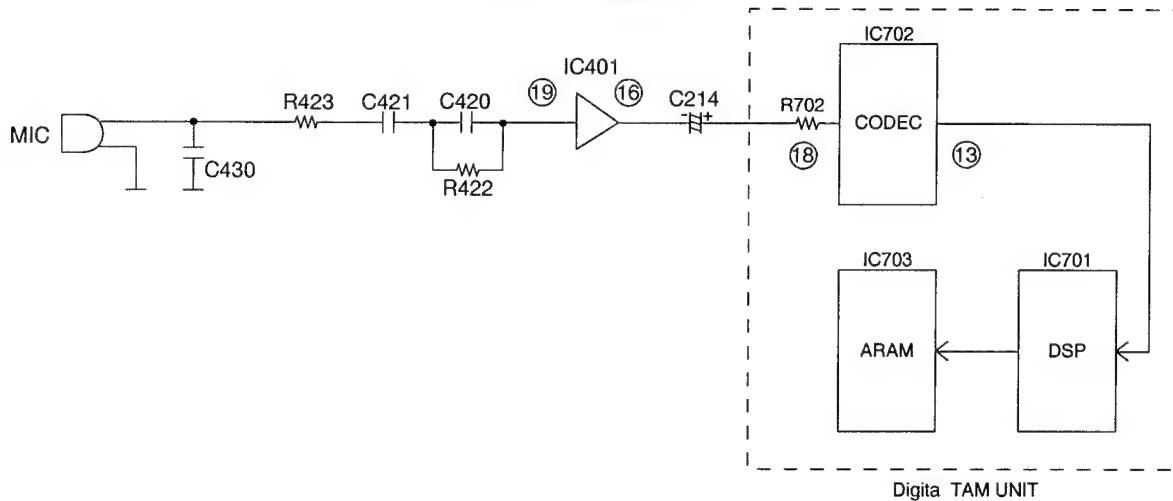 IC702
IC401
MIC
R423
C421
C420
19
16
C214
- +
R702
CODEC
C430
R422
18
13
IC703
IC701
ARAM
DSP
Digita TAM UNIT